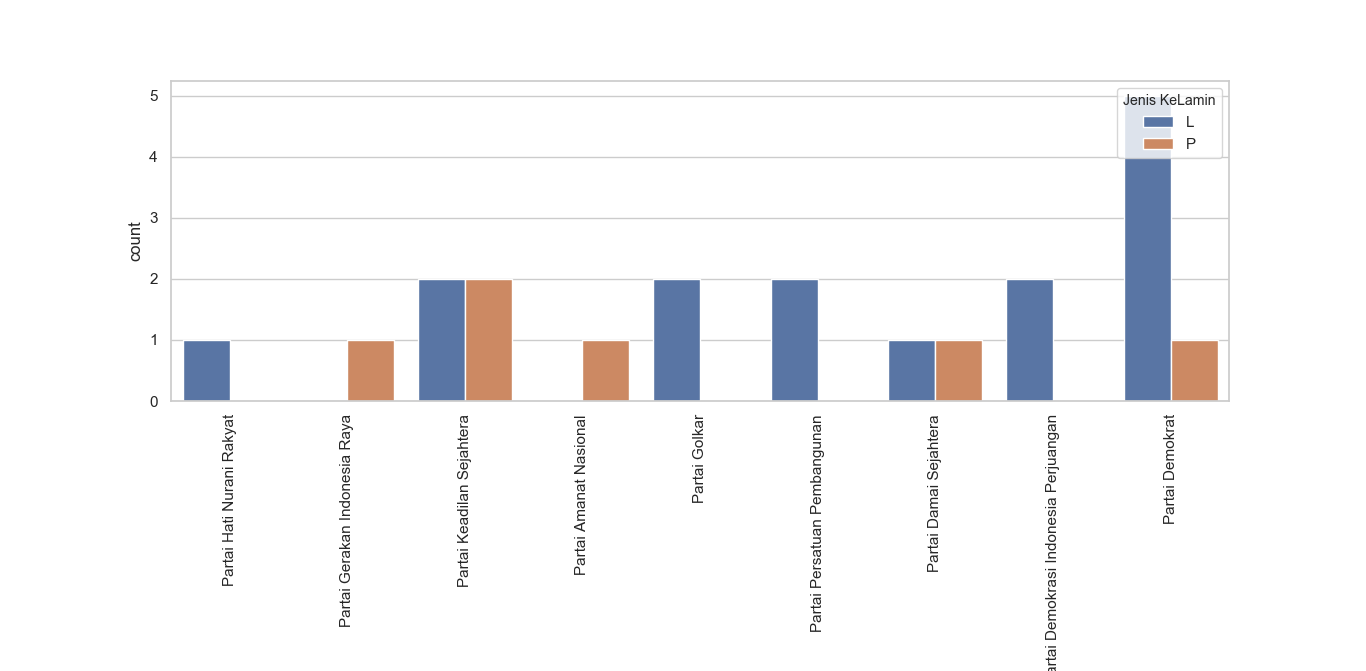 Jenis KeLamin
L
P
count
5
4
3
2
1
0
Partai Hati Nurani Rakyat
Partai Gerakan Indonesia Raya
Partai Keadilan Sejahtera
Partai Amanat Nasional
Partai Golkar
Partai Persatuan Pembangunan
Partai Damai Sejahtera
artai Demokrasi Indonesia Perjuangan
Partai Demokrat